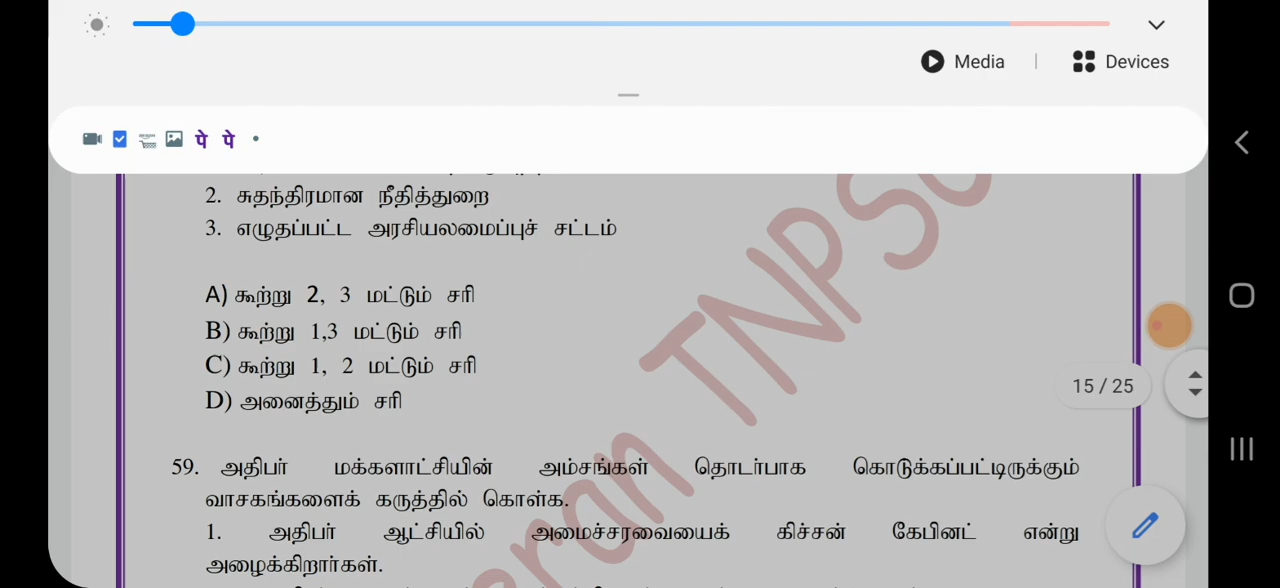 Media | Devices
पे पे
2. சுதந்திரமான நீதித்துறை
3. எழுதப்பட்ட அரசியலமைப்புச் சட்டம்
A) கூற்று 2, 3 மட்டும் சரி
B) கூற்று 1,3 மட்டும் சரி
C) கூற்று 1, 2 மட்டும் சரி
D) அனைத்தும் சரி
15 / 25
59. அதிபர் மக்களாட்சியின் அம்சங்கள் தொடர்பாக கொடுக்கப்பட்டிருக்கும்
வாசகங்களைக் கருத்தில் கொள்க.
1. அதிபர் ஆட்சியில் அமைச்சரவையைக் கிச்சன் கேபினட் என்று
அழைக்கிறார்கள்.
eran TNPSC